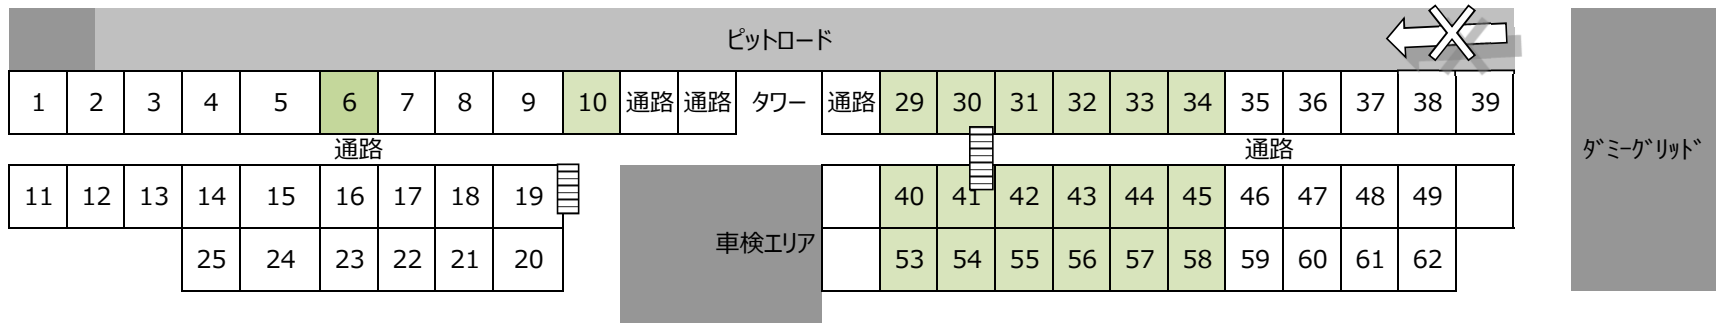 ピットロード
1 2 3 4 5 6 7 8 9 10 通路 通路 タワー 通路 29 30 31 32 33 34 35 36 37 38 39
通路 通路
ダミーグリッド
11 12 13 14 15 16 17 18 19 40 41 42 43 44 45 46 47 48 49
車検エリア
25 24 23 22 21 20 53 54 55 56 57 58 59 60 61 62